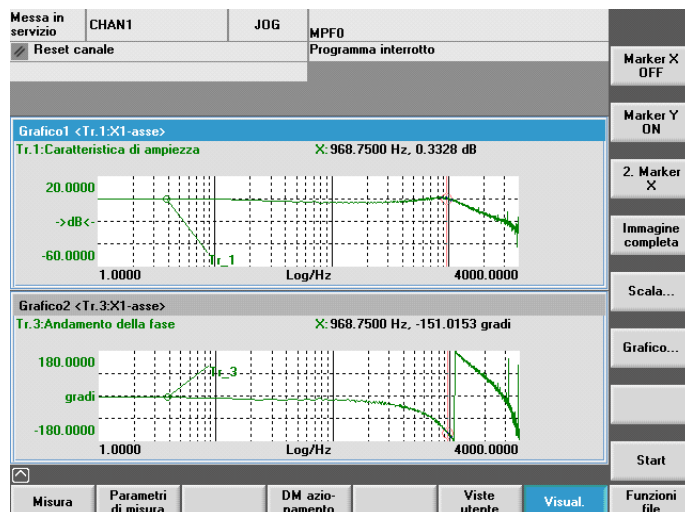 Messa in servizio
CHAN1
JOG
MPF0
Reset canale
Programma interrotto
Grafico1 <Tr.1:X1-asse>
Tr.1:Caratteristica di ampiezza
X: 968.7500 Hz, 0.3328 dB
20.0000
->dB<-
-60.0000
Tr_1
1.0000
Log/Hz
4000.0000
Grafico2 <Tr.3:X1-asse>
Tr.3:Andamento della fase
X: 968.7500 Hz, -151.0153 gradi
180.0000
Tr_3
gradi
-180.0000
1.0000
Log/Hz
4000.0000
Marker X
OFF
Marker Y
ON
2. Marker
X
Immagine
completa
Scala...
Grafico...
Start
Misura
Parametri
di misura
DM azio-
namento
Viste
utente
Visual.
Funzioni
file